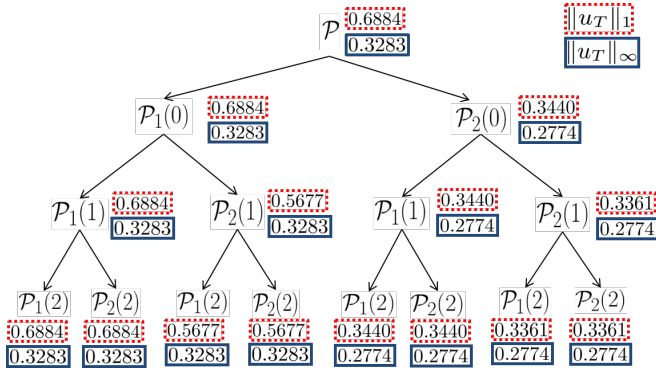 𝒫 0.6884 ‖u_T‖_1
0.3283 ‖u_T‖_∞
𝒫_1(0) 0.6884 𝒫_2(0) 0.3440
0.3283 0.2774
𝒫_1(1) 0.6884 𝒫_2(1) 0.5677 𝒫_1(1) 0.3440 𝒫_2(1) 0.3361
0.3283 0.3283 0.2774 0.2774
𝒫_1(2) 𝒫_2(2) 𝒫_1(2) 𝒫_2(2) 𝒫_1(2) 𝒫_2(2) 𝒫_1(2) 𝒫_2(2)
0.6884 0.6884 0.5677 0.5677 0.3440 0.3440 0.3361 0.3361
0.3283 0.3283 0.3283 0.3283 0.2774 0.2774 0.2774 0.2774